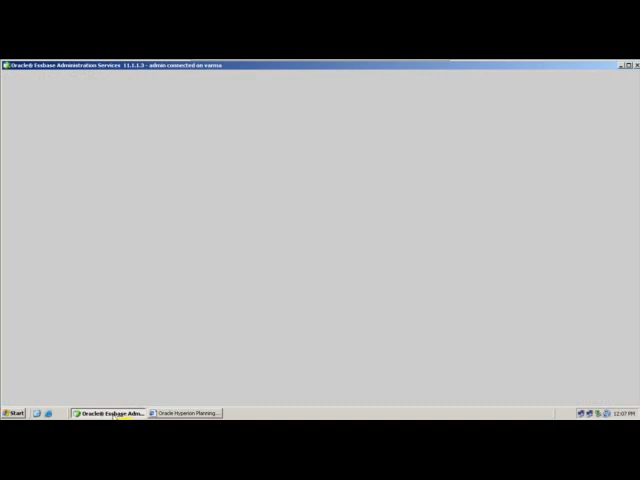 Oracle® Essbase Administration Services 11.1.1.3 - admin connected on varma
Start
Oracle® Essbase Adm...
Oracle Hyperion Planning...
12:07 PM